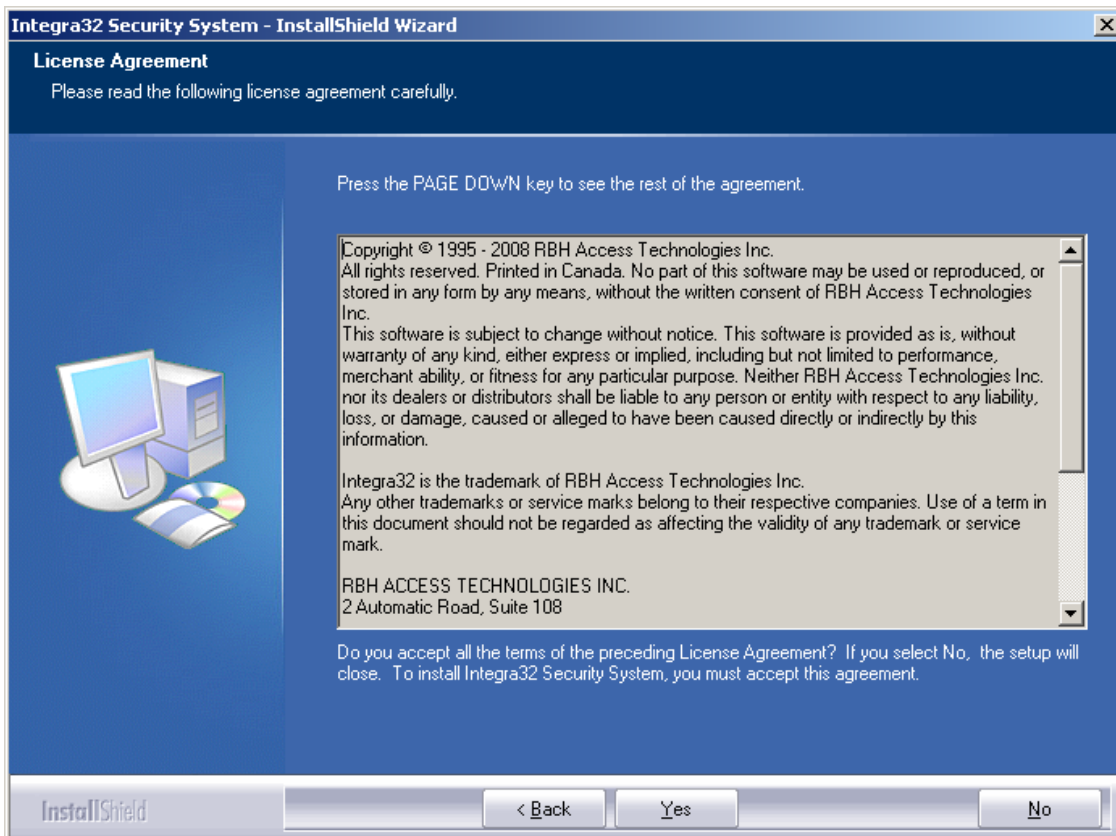 Integra32 Security System - InstallShield Wizard
License Agreement
Please read the following license agreement carefully.
Press the PAGE DOWN key to see the rest of the agreement.
Copyright © 1995 - 2008 RBH Access Technologies Inc.
All rights reserved. Printed in Canada. No part of this software may be used or reproduced, or
stored in any form by any means, without the written consent of RBH Access Technologies
Inc.
This software is subject to change without notice. This software is provided as is, without
warranty of any kind, either express or implied, including but not limited to performance,
merchant ability, or fitness for any particular purpose. Neither RBH Access Technologies Inc.
nor its dealers or distributors shall be liable to any person or entity with respect to any liability,
loss, or damage, caused or alleged to have been caused directly or indirectly by this
information.
Integra32 is the trademark of RBH Access Technologies Inc.
Any other trademarks or service marks belong to their respective companies. Use of a term in
this document should not be regarded as affecting the validity of any trademark or service
mark.
RBH ACCESS TECHNOLOGIES INC.
2 Automatic Road, Suite 108
Do you accept all the terms of the preceding License Agreement? If you select No, the setup will
close. To install Integra32 Security System, you must accept this agreement.
InstallShield
< Back
Yes
No